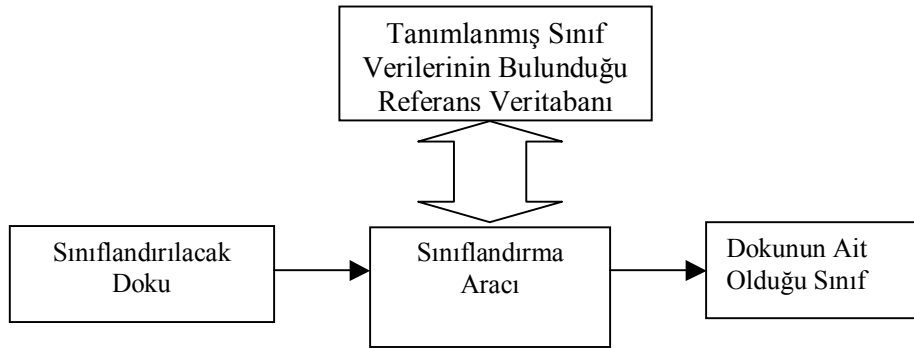 Tanımlanmış Sınıf
Verilerinin Bulunduğu
Referans Veritabanı
Sınıflandırılacak
Doku
Sınıflandırma
Aracı
Dokunun Ait
Olduğu Sınıf